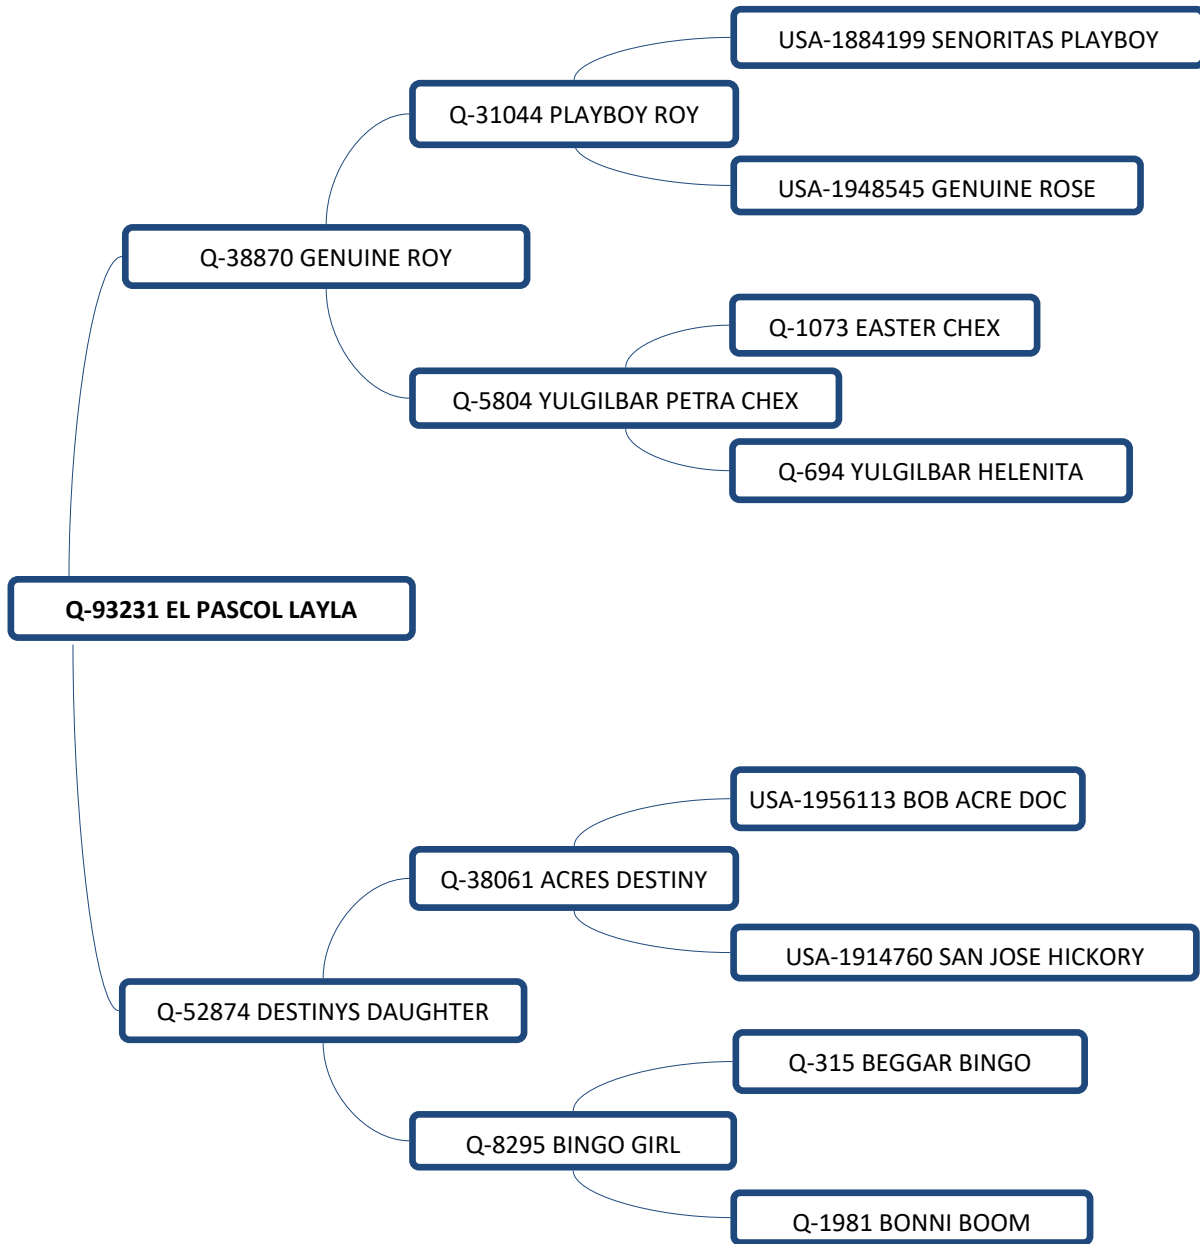 USA-1884199 SENORITAS PLAYBOY
Q-31044 PLAYBOY ROY
USA-1948545 GENUINE ROSE
Q-38870 GENUINE ROY
Q-1073 EASTER CHEX
Q-5804 YULGILBAR PETRA CHEX
Q-694 YULGILBAR HELENITA
Q-93231 EL PASCOL LAYLA
USA-1956113 BOB ACRE DOC
Q-38061 ACRES DESTINY
USA-1914760 SAN JOSE HICKORY
Q-52874 DESTINYS DAUGHTER
Q-315 BEGGAR BINGO
Q-8295 BINGO GIRL
Q-1981 BONNI BOOM